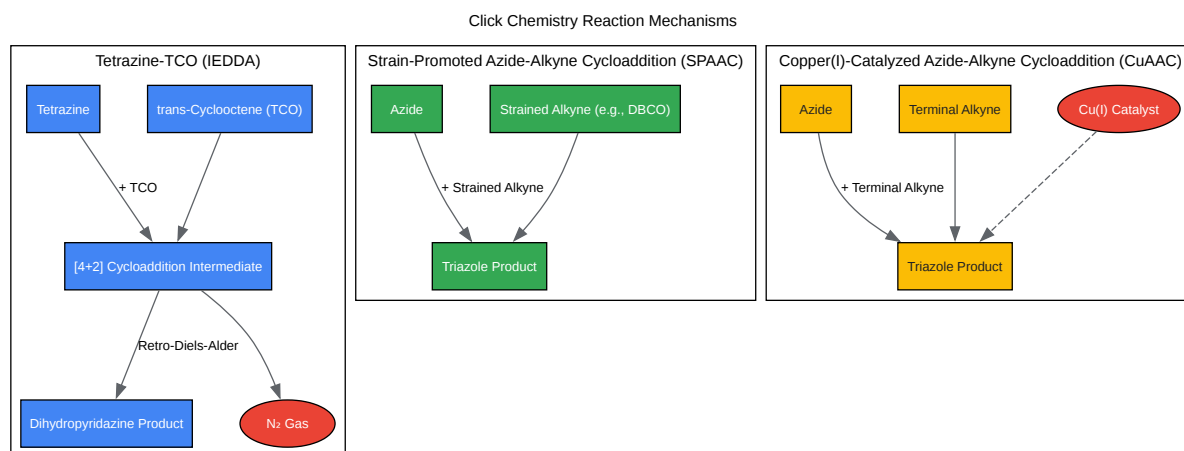 Click Chemistry Reaction Mechanisms
Tetrazine-TCO (IEDDA)
Tetrazine
trans-Cyclooctene (TCO)
+ TCO
[4+2] Cycloaddition Intermediate
Retro-Diels-Alder
Dihydropyridazine Product
N₂ Gas
Strain-Promoted Azide-Alkyne Cycloaddition (SPAAC)
Azide
Strained Alkyne (e.g., DBCO)
+ Strained Alkyne
Triazole Product
Copper(I)-Catalyzed Azide-Alkyne Cycloaddition (CuAAC)
Azide
Terminal Alkyne
Cu(I) Catalyst
+ Terminal Alkyne
Triazole Product